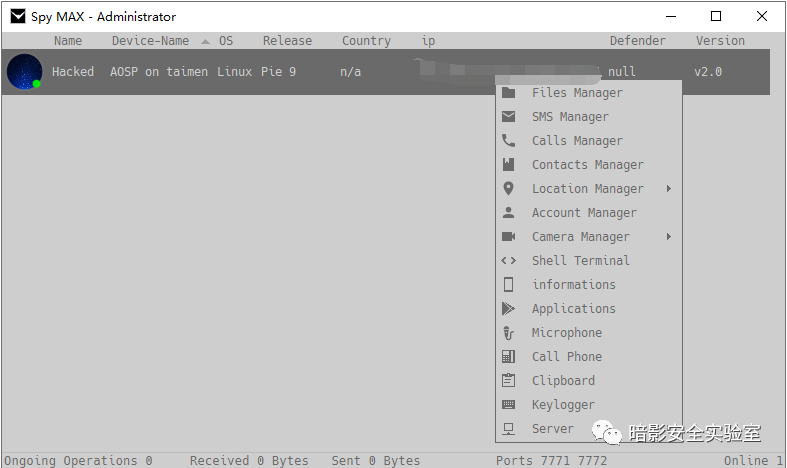 Spy MAX - Administrator
Name Device-Name OS Release Country ip Defender Version
Hacked AOSP on taimen Linux Pie 9 n/a null v2.0
Files Manager
SMS Manager
Calls Manager
Contacts Manager
Location Manager
Account Manager
Camera Manager
Shell Terminal
informations
Applications
Microphone
Call Phone
Clipboard
Keylogger
Server
暗影安全实验室
Ongoing Operations 0 Received 0 Bytes Sent 0 Bytes Ports 7771 7772 Online 1